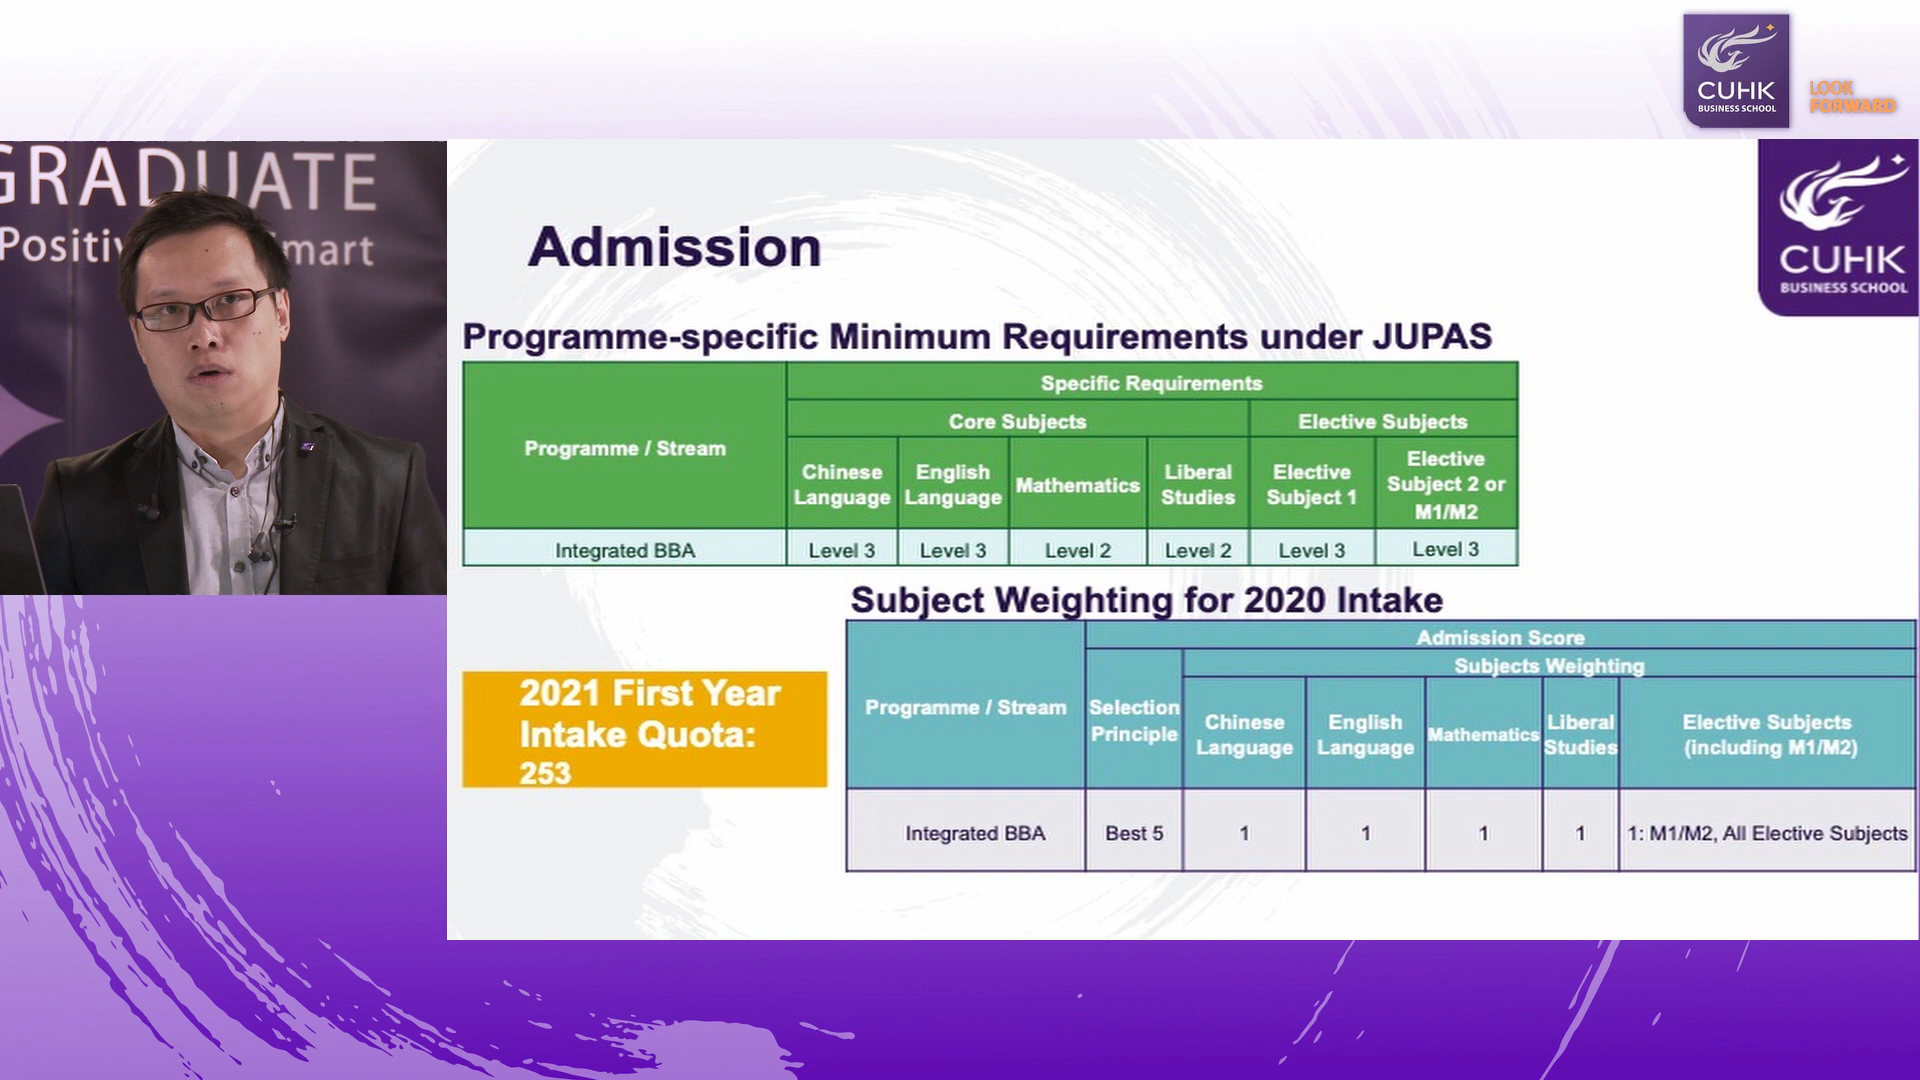 CUHK
BUSINESS SCHOOL
LOOK
FORWARD
GRADUATE
Positiv
mart
CUHK
BUSINESS SCHOOL
Admission
Programme-specific Minimum Requirements under JUPAS
Programme / Stream
Specific Requirements
Core Subjects
Elective Subjects
Chinese
Language
English
Language
Mathematics
Liberal
Studies
Elective
Subject 1
Elective
Subject 2 or
M1/M2
Integrated BBA
Level 3
Level 3
Level 2
Level 2
Level 3
Level 3
Subject Weighting for 2020 Intake
2021 First Year
Intake Quota:
253
Programme / Stream
Admission Score
Selection
Principle
Subjects Weighting
Chinese
Language
English
Language
Mathematics
Liberal
Studies
Elective Subjects
(including M1/M2)
Integrated BBA
Best 5
1
1
1
1
1: M1/M2, All Elective Subjects